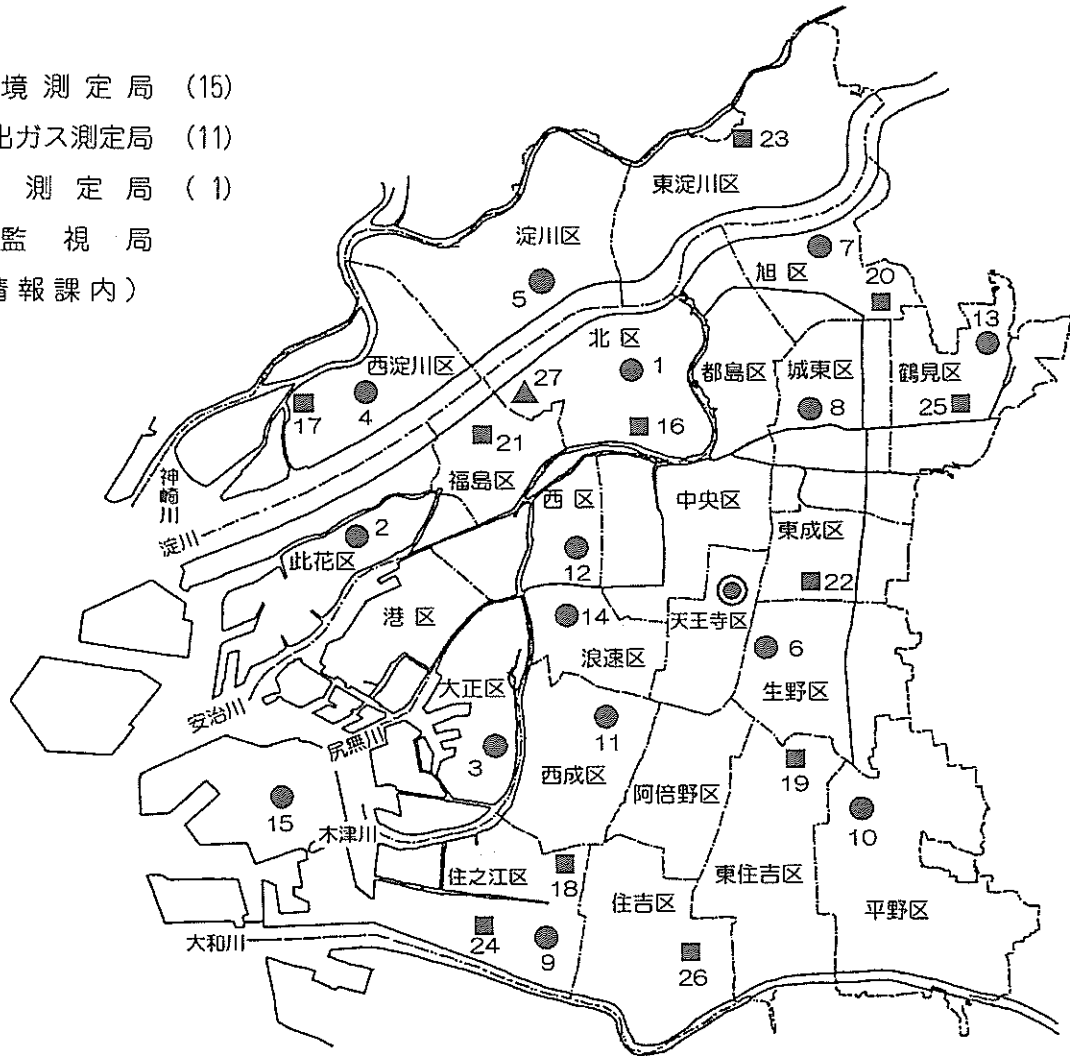 境測定局 (15)
出ガス測定局 (11)
測定局 (1)
監視局
情報課内)
23
東淀川区
淀川区
5
7
旭区
20
13
北区
1
西淀川区
4
17
27
都島区
城東区
8
鶴見区
25
21
16
福島区
神崎川
淀川
西区
中央区
2
此花区
12
東成区
22
港区
14
天王寺区
浪速区
6
生野区
安治川
大正区
尻無川
3
11
西成区
阿倍野区
19
10
15
木津川
住之江区
18
住吉区
東住吉区
平野区
大和川
24
9
26